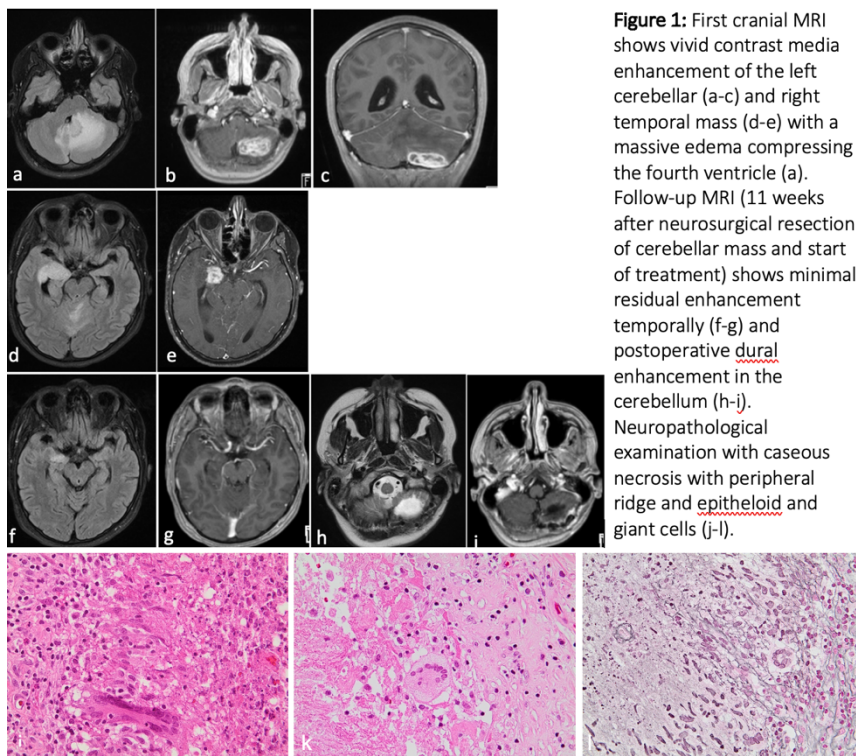 Figure 1: First cranial MRI
shows vivid contrast media
enhancement of the left
cerebellar (a-c) and right
temporal mass (d-e) with a
massive edema compressing
the fourth ventricle (a).
Follow-up MRI (11 weeks
after neurosurgical resection
of cerebellar mass and start
of treatment) shows minimal
residual enhancement
temporally (f-g) and
postoperative dural
enhancement in the
cerebellum (h-i).
Neuropathological
examination with caseous
necrosis with peripheral
ridge and epitheloid and
giant cells (j-l).
a
b
c
d
e
f
g
h
i
j
k
l